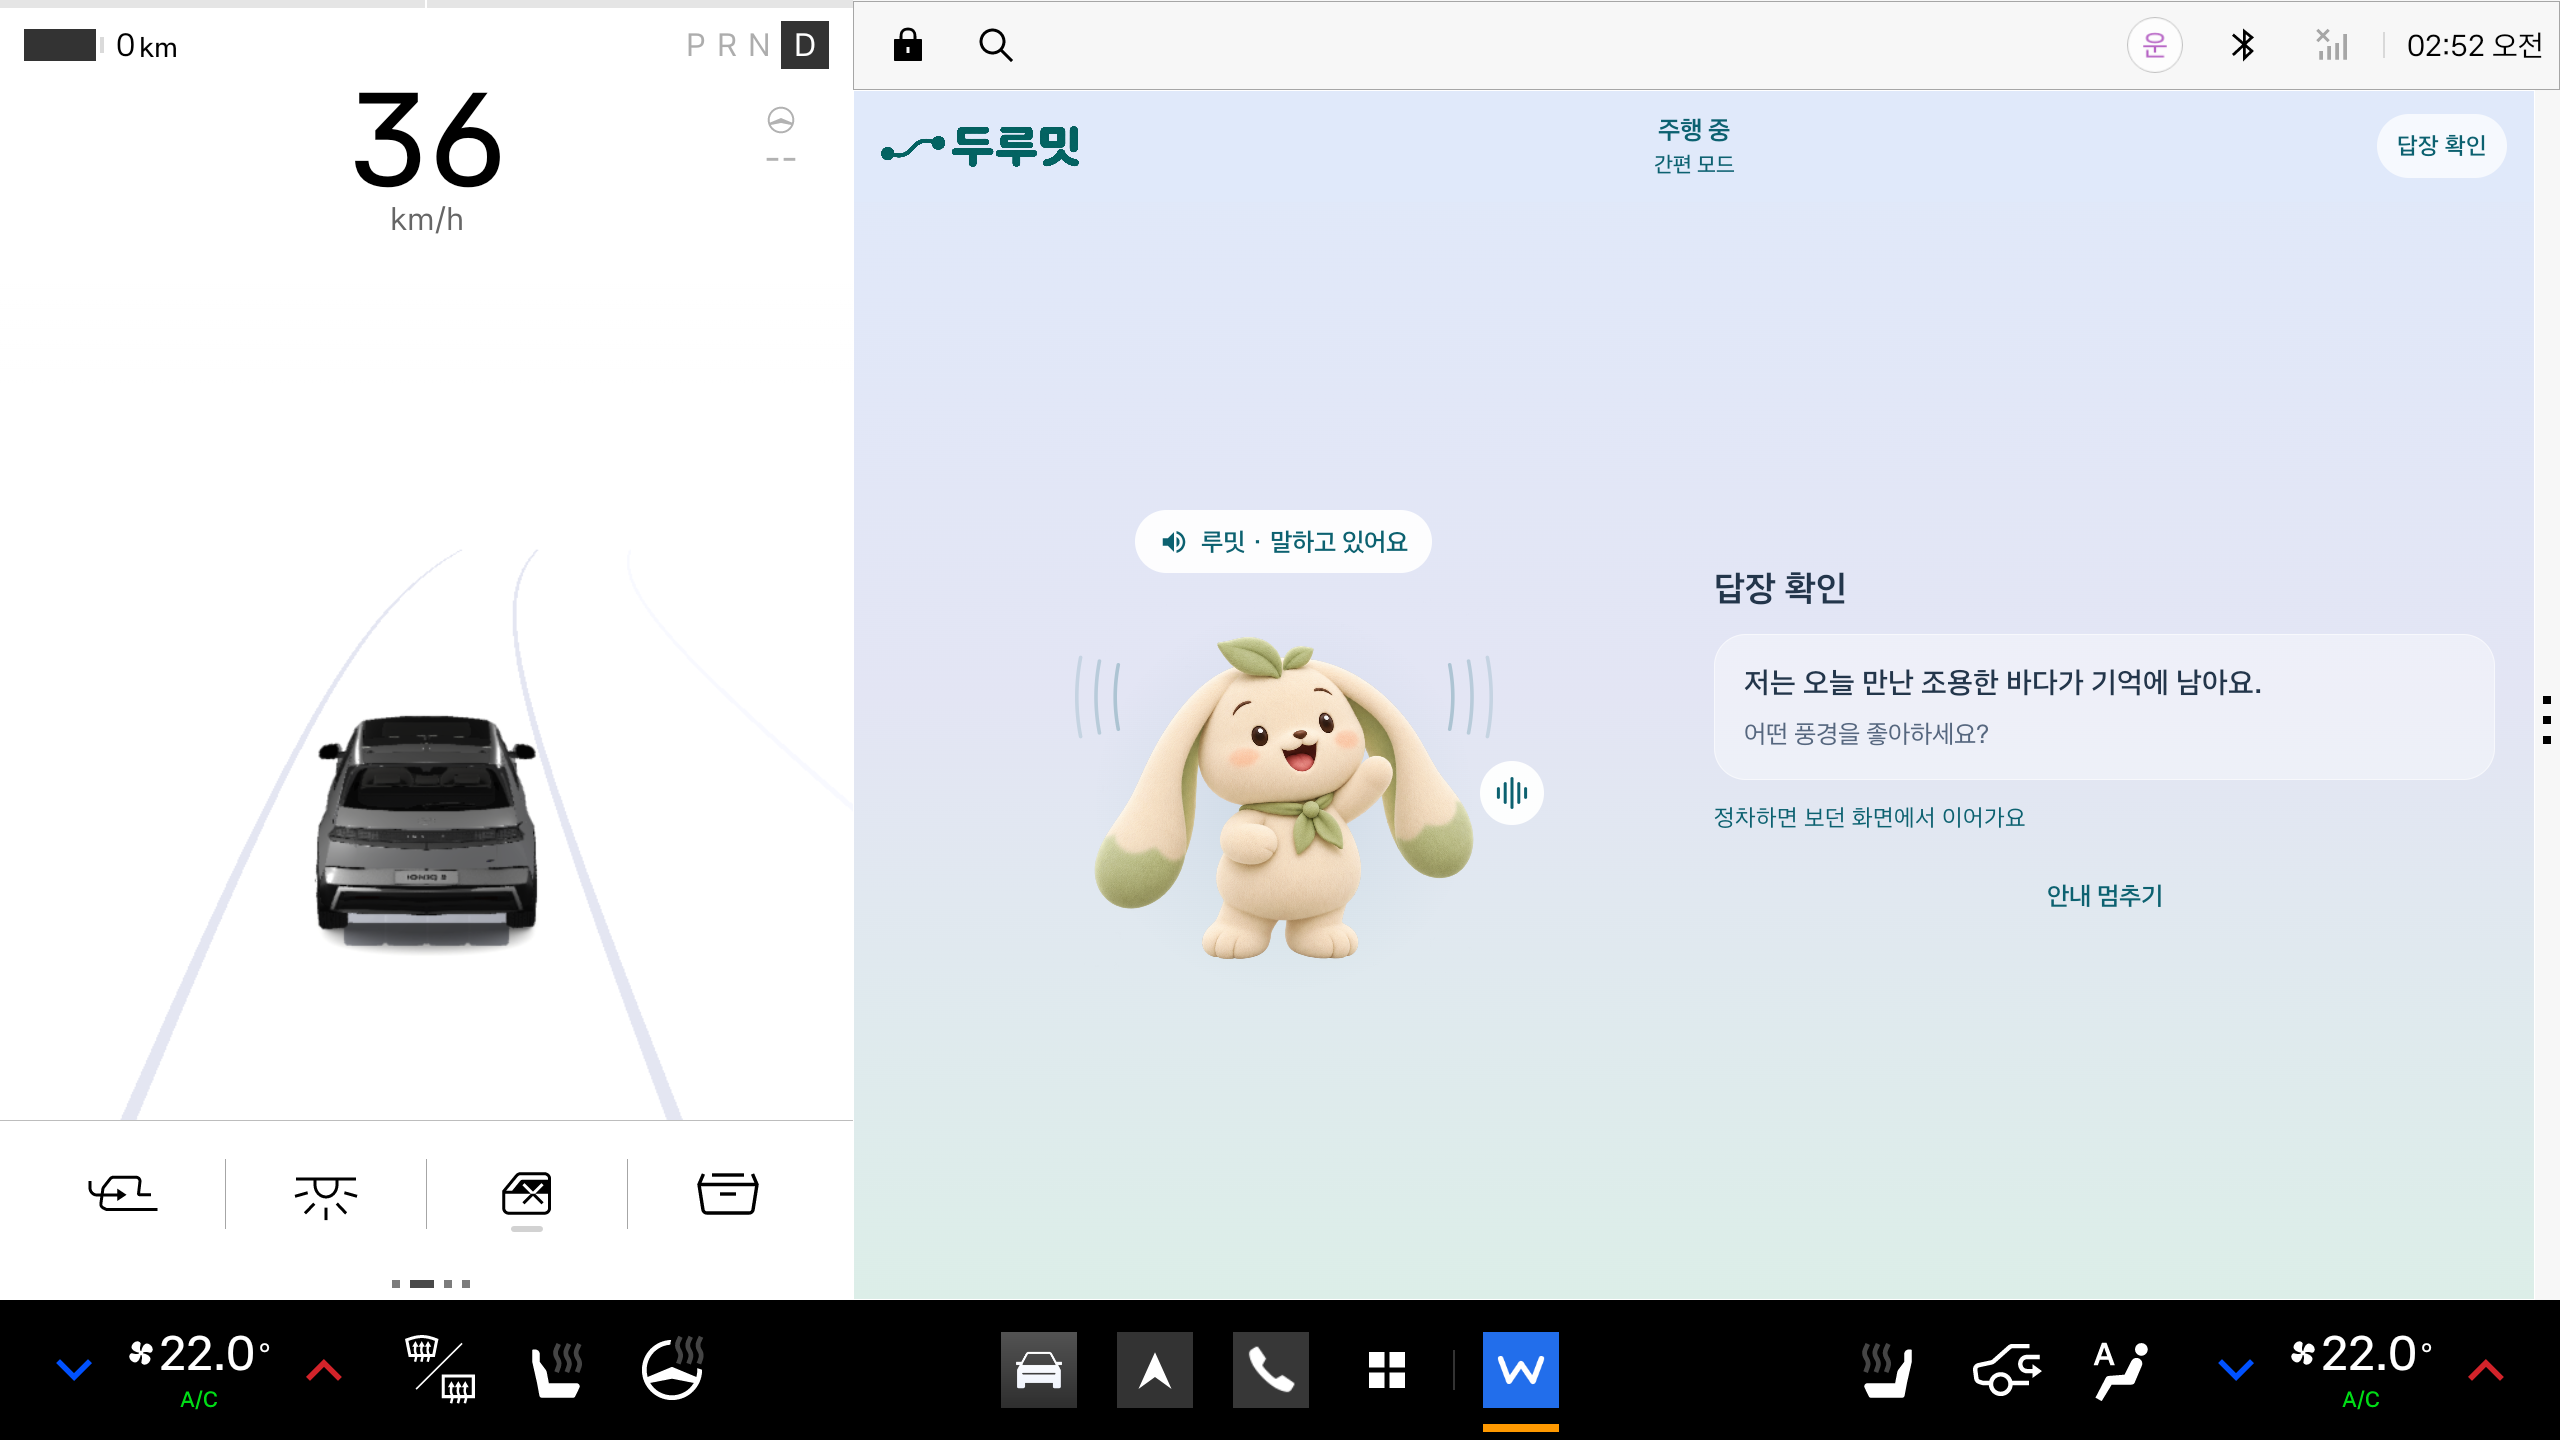 0 km
P R N D
36
km/h
--
02:52 오전
운
두루밋
주행 중
간편 모드
답장 확인
루밋 · 말하고 있어요
답장 확인
저는 오늘 만난 조용한 바다가 기억에 남아요.
어떤 풍경을 좋아하세요?
정차하면 보던 화면에서 이어가요
안내 멈추기
22.0°
A/C
A
22.0°
A/C